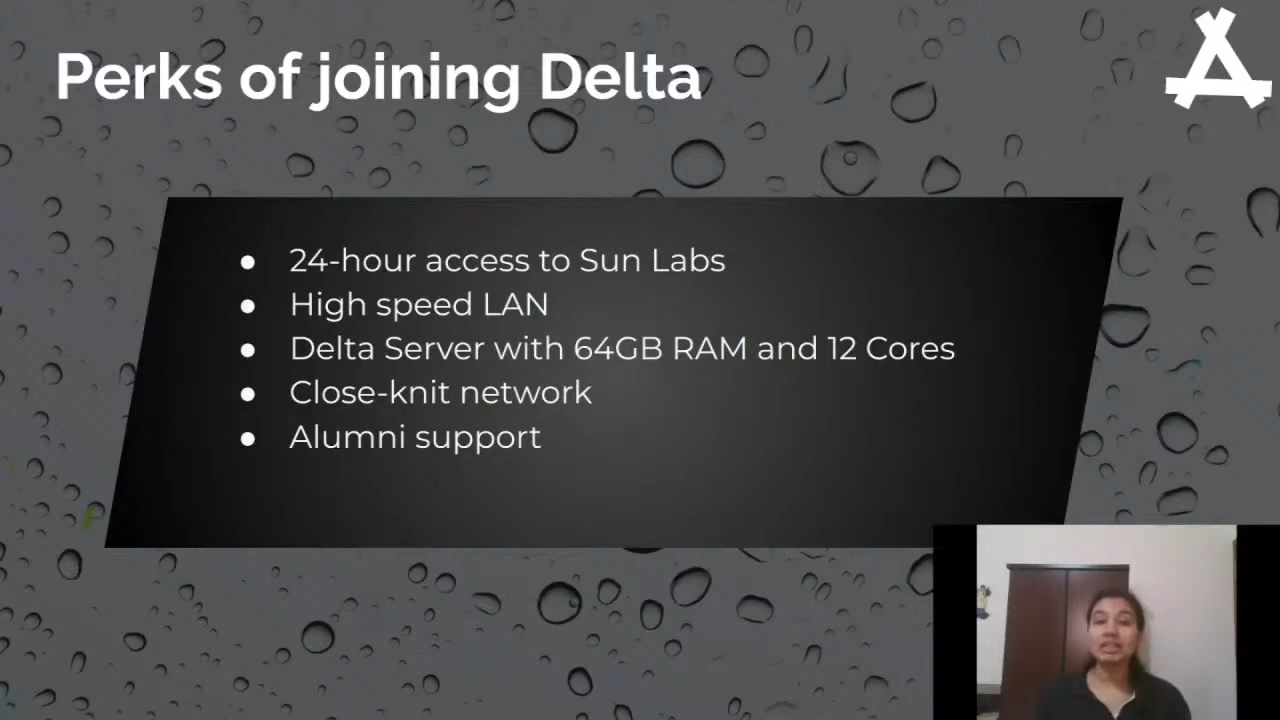 Perks of joining Delta
● 24-hour access to Sun Labs
● High speed LAN
● Delta Server with 64GB RAM and 12 Cores
● Close-knit network
● Alumni support